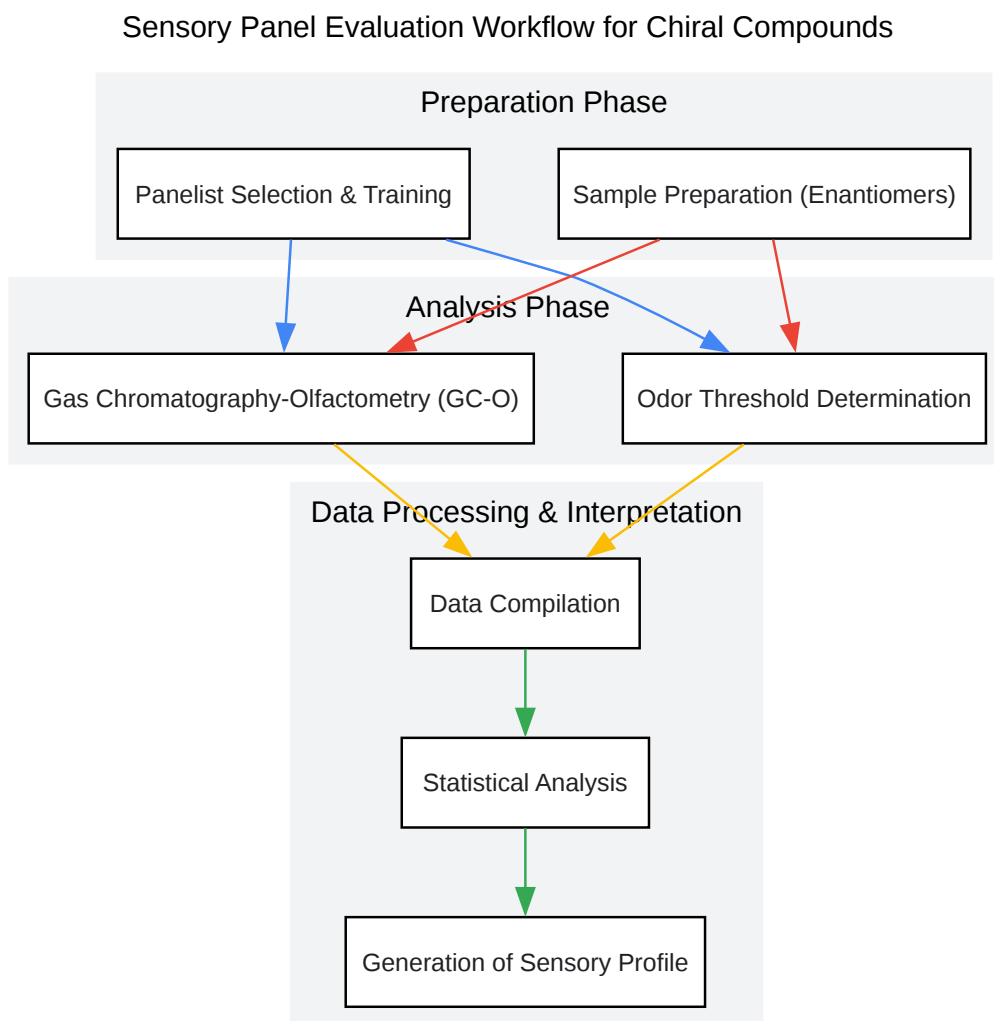 Sensory Panel Evaluation Workflow for Chiral Compounds
Preparation Phase
Panelist Selection & Training
Sample Preparation (Enantiomers)
Analysis Phase
Gas Chromatography-Olfactometry (GC-O)
Odor Threshold Determination
Data Processing & Interpretation
Data Compilation
Statistical Analysis
Generation of Sensory Profile